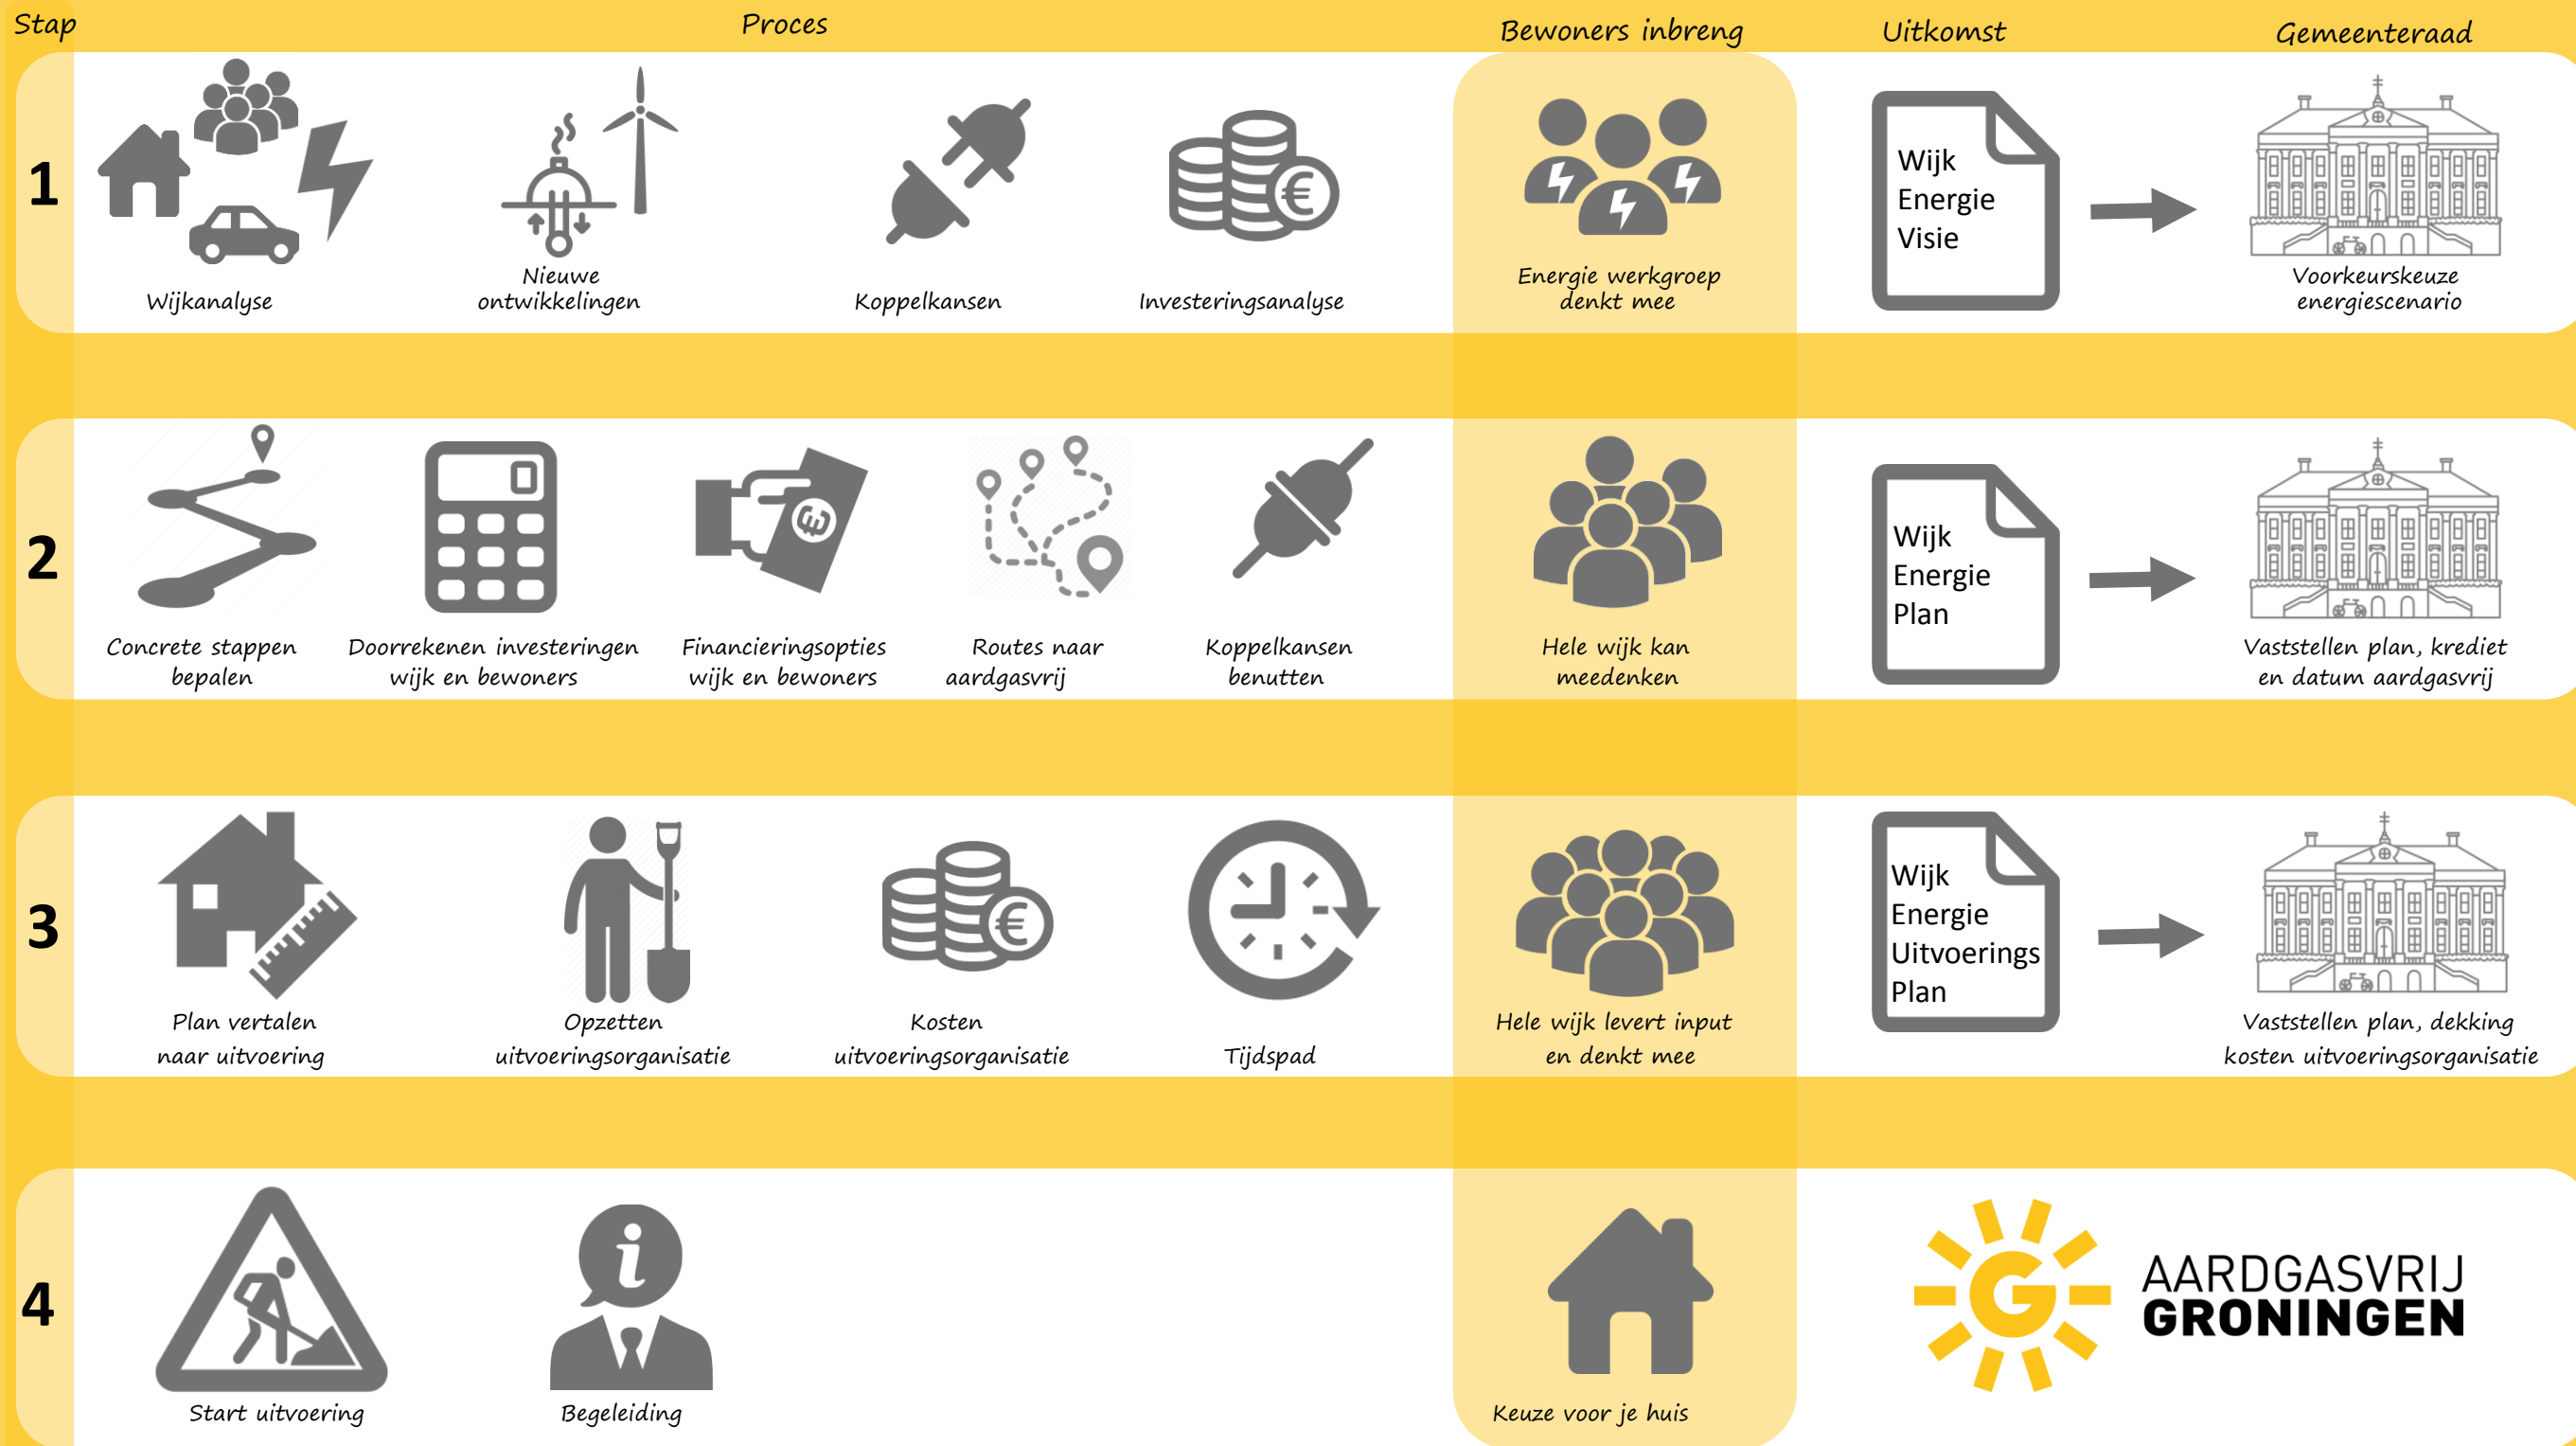 Stap
Proces
Bewoners inbreng
Uitkomst
Gemeenteraad
1
Wijkanalyse
Nieuwe
ontwikkelingen
Koppelkansen
€
Investeringsanalyse
Energie werkgroep
denkt mee
Wijk
Energie
Visie
Voorkeurskeuze
energiescenario
2
Concrete stappen
bepalen
0
Doorrekenen investeringen
wijk en bewoners
€
Financieringsopties
wijk en bewoners
Routes naar
aardgasvrij
Koppelkansen
benutten
Hele wijk kan
meedenken
Wijk
Energie
Plan
Vaststellen plan, krediet
en datum aardgasvrij
3
Plan vertalen
naar uitvoering
Opzetten
uitvoeringsorganisatie
€
Kosten
uitvoeringsorganisatie
Tijdspad
Hele wijk levert input
en denkt mee
Wijk
Energie
Uitvoerings
Plan
Vaststellen plan, dekking
kosten uitvoeringsorganisatie
4
Start uitvoering
i
Begeleiding
Keuze voor je huis
G
AARDGASVRIJ
GRONINGEN